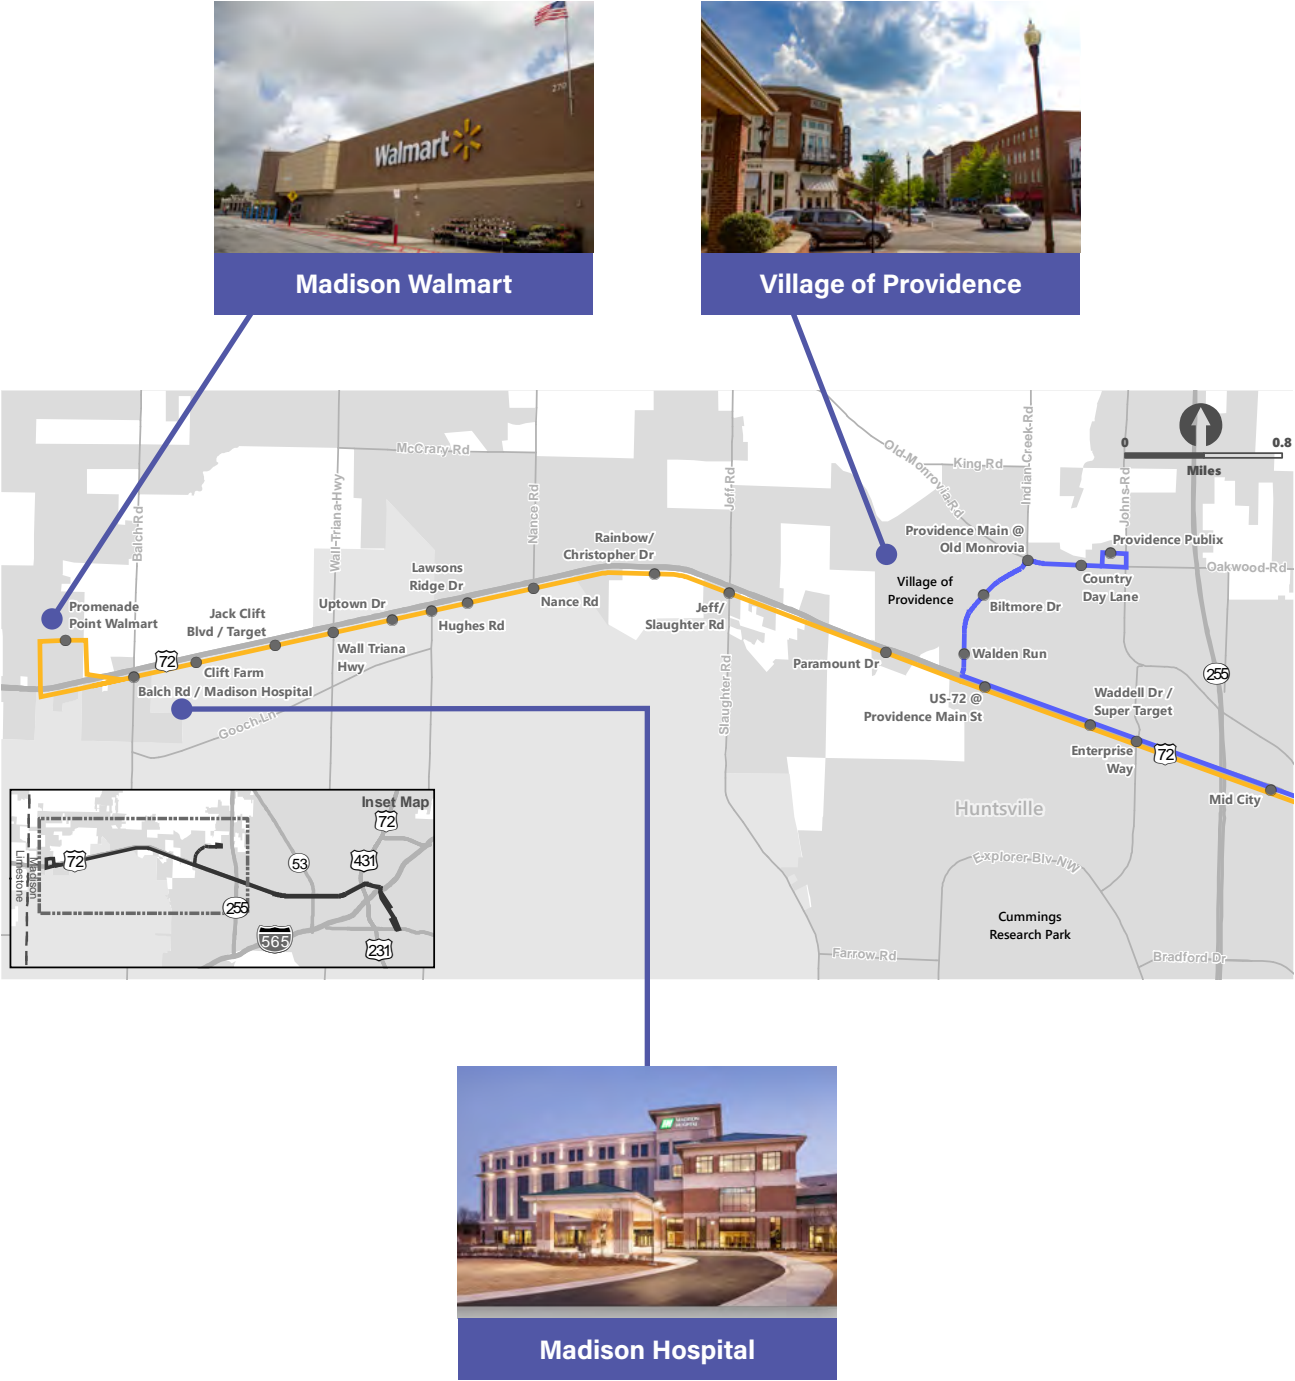 270
Walmart
Madison Walmart
Village of Providence
McCrary Rd
Balch Rd
Wall-Triana-Hwy
Nance-Rd
Jeff-Rd
Old-Monrovia-Rd
King-Rd
Indian-Creek-Rd
Johns-Rd
0
0.8
Miles
Oakwood-Rd
Providence Main @
Old Monrovia
Providence Publix
Country
Day Lane
Village of
Providence
Biltmore Dr
Walden Run
Rainbow/
Christopher Dr
Lawsons
Ridge Dr
Nance Rd
Hughes Rd
Uptown Dr
Wall Triana
Hwy
Jack Clift
Blvd / Target
Clift Farm
72
Promenade
Point Walmart
Balch Rd / Madison Hospital
Gooch-Ln
Jeff/
Slaughter Rd
Slaughter-Rd
Paramount Dr
US-72 @
Providence Main St
Waddell Dr /
Super Target
255
Enterprise
Way
72
Mid City
Huntsville
Explorer Blv-NW
Cummings
Research Park
Farrow-Rd
Bradford Dr
Inset Map
72
72
53
431
255
565
231
Limestone
Madison
MADISON
HOSPITAL
Madison Hospital